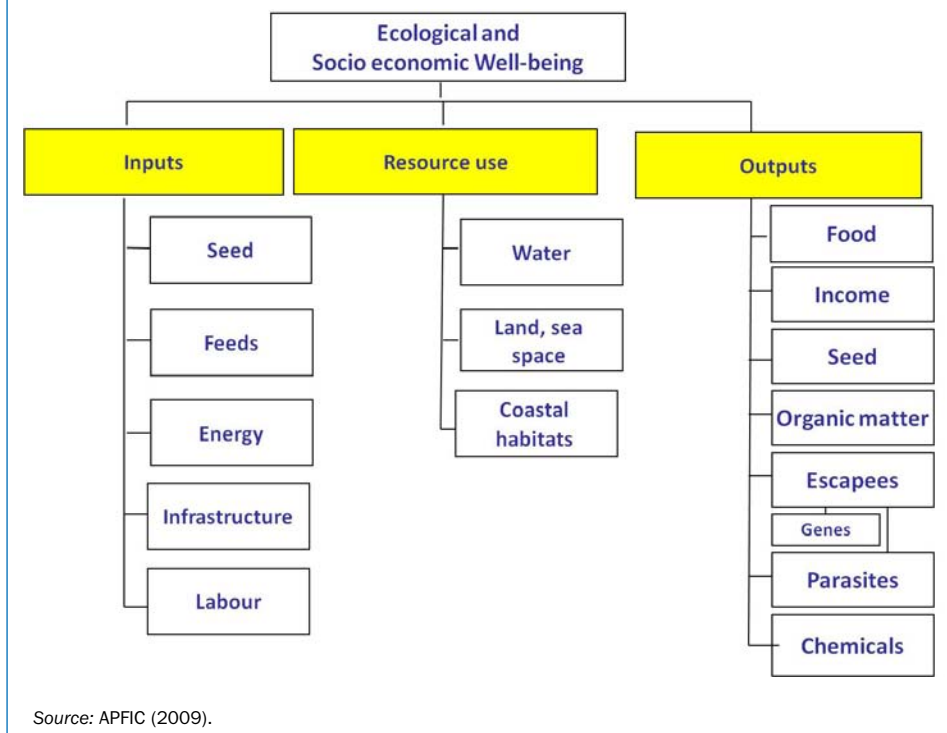 Ecological and
Socio economic Well-being
Inputs
Resource use
Outputs
Seed
Feeds
Energy
Infrastructure
Labour
Water
Land, sea
space
Coastal
habitats
Food
Income
Seed
Organic matter
Escapees
Genes
Parasites
Chemicals
Source: APFIC (2009).